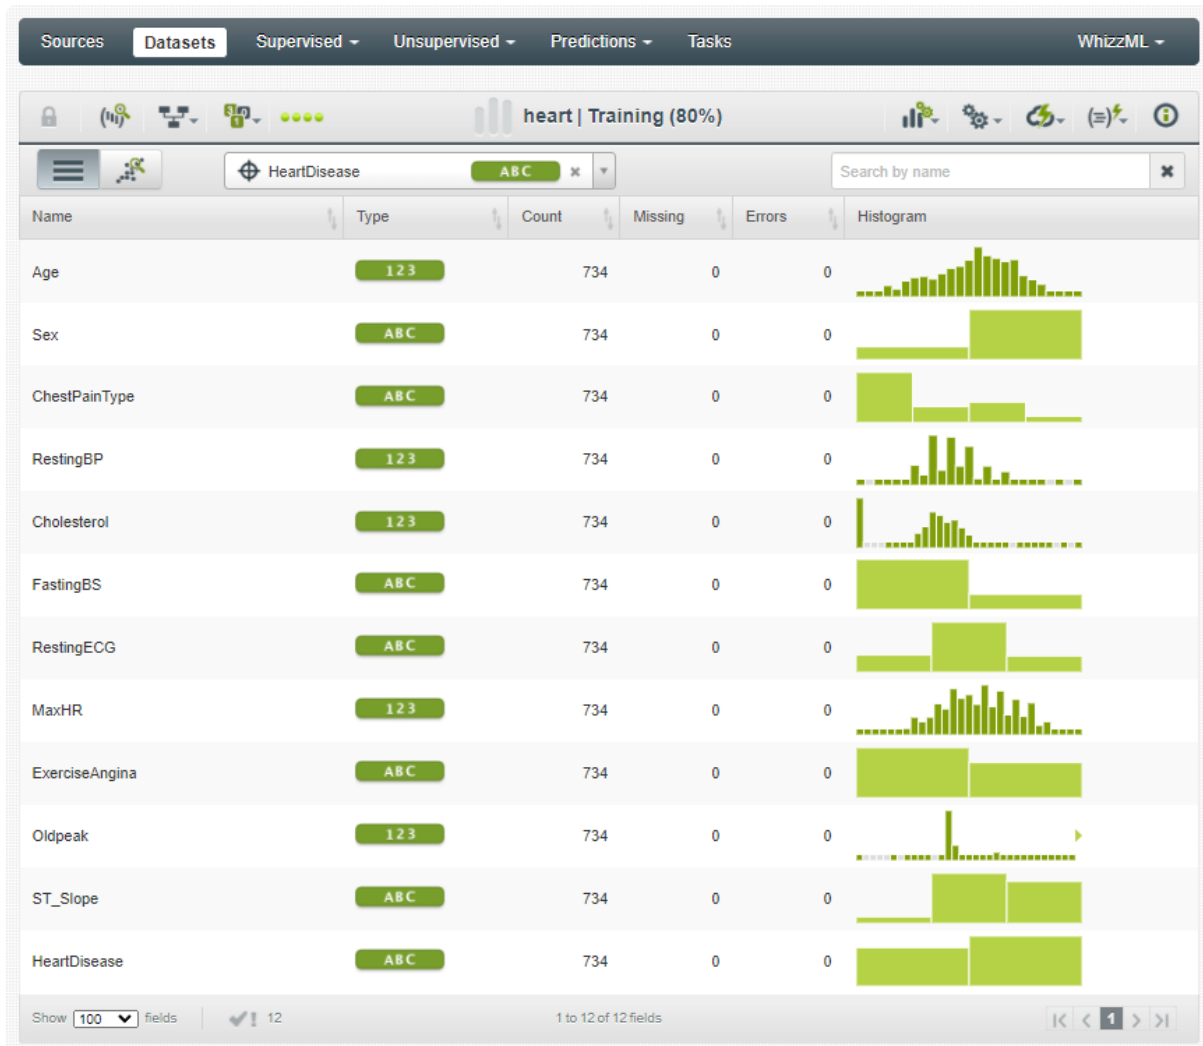 Sources Datasets Supervised Unsupervised Predictions Tasks WhizzML
heart | Training (80%)
HeartDisease ABC Search by name
Name Type Count Missing Errors Histogram
Age 123 734 0 0
Sex ABC 734 0 0
ChestPainType ABC 734 0 0
RestingBP 123 734 0 0
Cholesterol 123 734 0 0
FastingBS ABC 734 0 0
RestingECG ABC 734 0 0
MaxHR 123 734 0 0
ExerciseAngina ABC 734 0 0
Oldpeak 123 734 0 0
ST_Slope ABC 734 0 0
HeartDisease ABC 734 0 0
Show 100 fields 12 1 to 12 of 12 fields 1